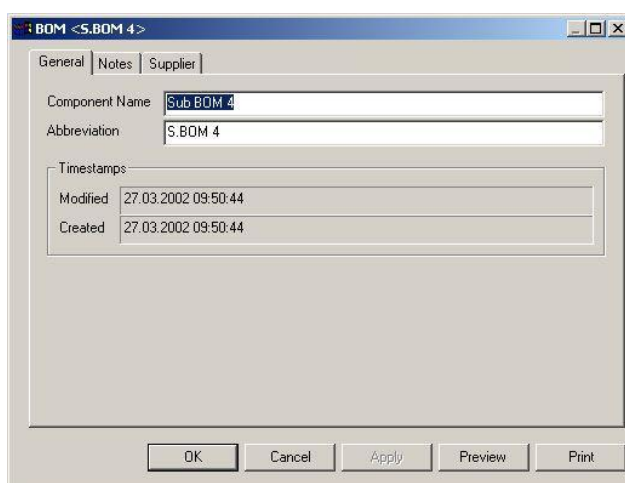 BOM <S.BOM 4>
General Notes Supplier
Component Name Sub BOM 4
Abbreviation S.BOM 4
Timestamps
Modified 27.03.2002 09:50:44
Created 27.03.2002 09:50:44
OK Cancel Apply Preview Print